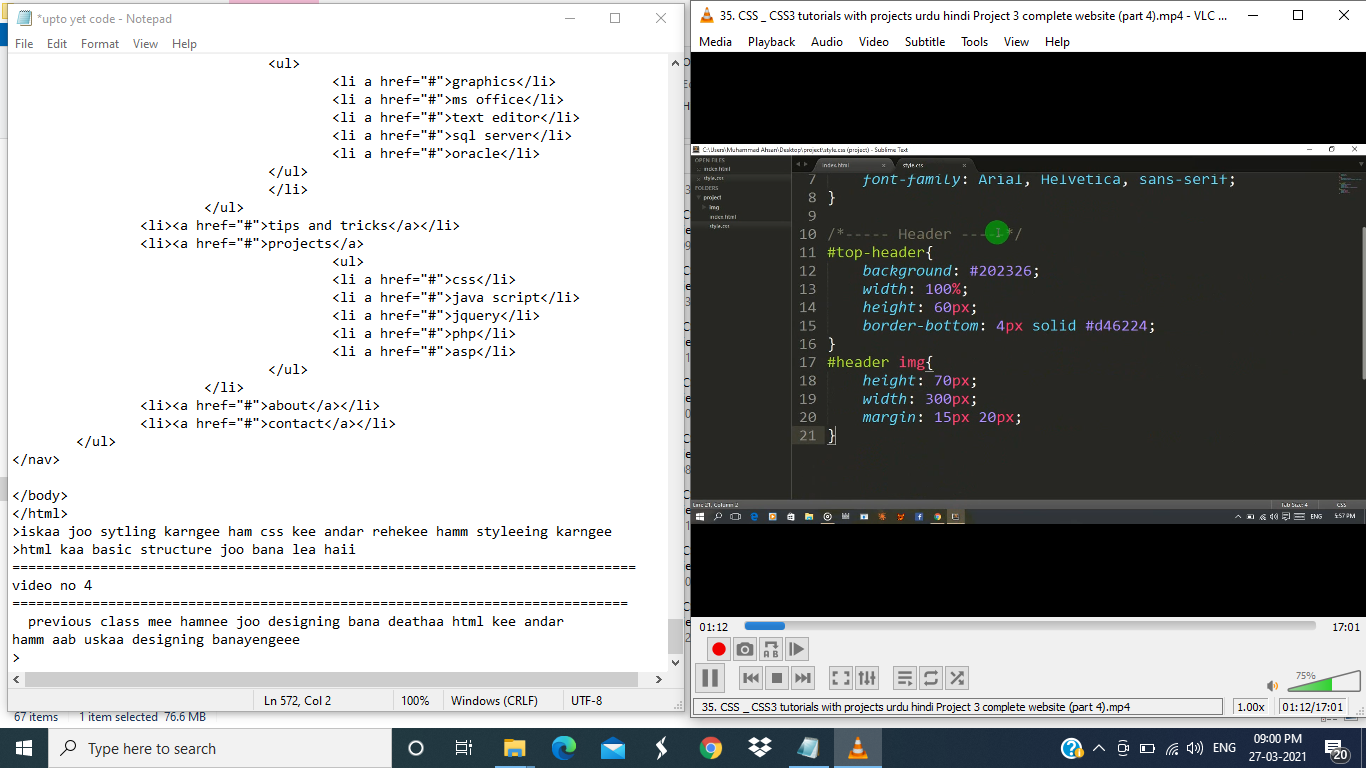 *upto yet code - Notepad
File Edit Format View Help
<ul>
<li a href="#">graphics</li>
<li a href="#">ms office</li>
<li a href="#">text editor</li>
<li a href="#">sql server</li>
<li a href="#">oracle</li>
</ul>
</li>
</ul>
<li><a href="#">tips and tricks</a></li>
<li><a href="#">projects</a>
<ul>
<li a href="#">css</li>
<li a href="#">java script</li>
<li a href="#">jquery</li>
<li a href="#">php</li>
<li a href="#">asp</li>
</ul>
</li>
<li><a href="#">about</a></li>
<li><a href="#">contact</a></li>
</ul>
</nav>
</body>
</html>
>iskaa joo sytling karngee ham css kee andar rehekee hamm styleeing karngee
>html kaa basic structure joo bana lea haii
==============================================================================
video no 4
=============================================================================
previous class mee hamnee joo designing bana deathaa html kee andar
hamm aab uskaa designing banayengeee
>
Ln 572, Col 2 100% Windows (CRLF) UTF-8
67 items 1 item selected 76.6 MB
35. CSS _ CSS3 tutorials with projects urdu hindi Project 3 complete website (part 4).mp4 - VLC ...
Media Playback Audio Video Subtitle Tools View Help
C:\Users\Muhammad Ahsan\Desktop\project\style.css (project) - Sublime Text
OPEN FILES
index.html
style.css
FOLDERS
project
img
index.html
style.css
index.html style.css
7 font-family: Arial, Helvetica, sans-serif;
8 }
9
10 /*----- Header -----*/
11 #top-header{
12 background: #202326;
13 width: 100%;
14 height: 60px;
15 border-bottom: 4px solid #d46224;
16 }
17 #header img{
18 height: 70px;
19 width: 300px;
20 margin: 15px 20px;
21 }
Line 21, Column 2 Tab Size: 4 CSS
ENG 5:57 PM
01:12 17:01
75%
35. CSS _ CSS3 tutorials with projects urdu hindi Project 3 complete website (part 4).mp4 1.00x 01:12/17:01
Type here to search ENG 09:00 PM
27-03-2021 20